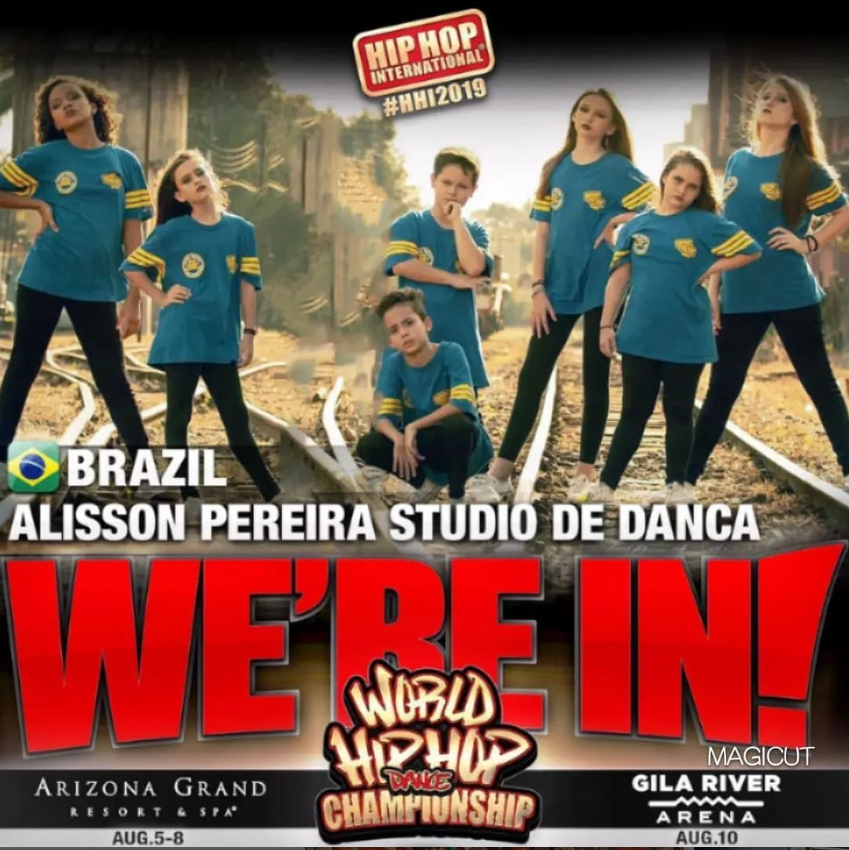 HIP HOP
INTERNATIONAL
#HHI2019
BRAZIL
ALISSON PEREIRA STUDIO DE DANCA
WE'RE IN!
WORLD
HIP HOP
DANCE
CHAMPIONSHIP
MAGICUT
ARIZONA GRAND
RESORT & SPA
AUG.5-8
GILA RIVER
ARENA
AUG.10